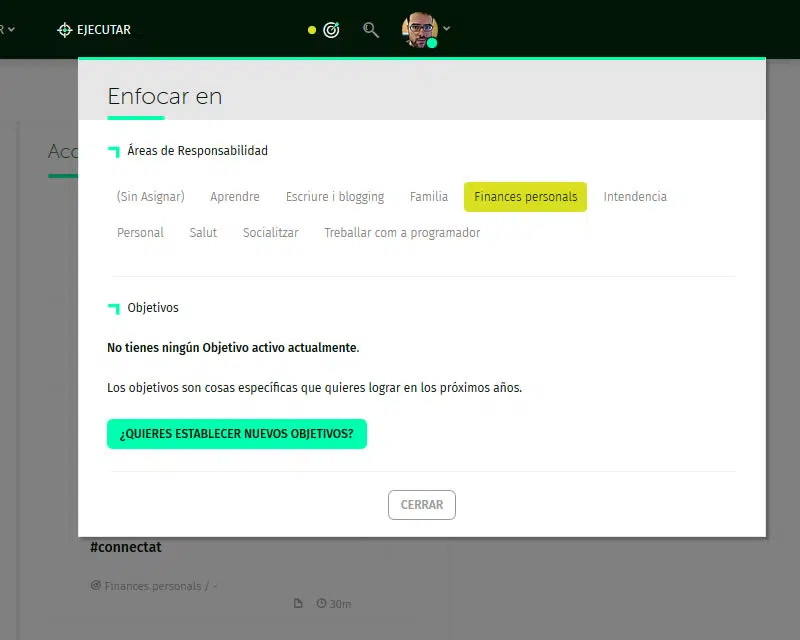 EJECUTAR
Enfocar en
Áreas de Responsabilidad
(Sin Asignar) Aprendre Escriure i blogging Familia Finances personals Intendencia
Personal Salut Socialitzar Treballar com a programador
Objetivos
No tienes ningún Objetivo activo actualmente.
Los objetivos son cosas específicas que quieres lograr en los próximos años.
¿QUIERES ESTABLECER NUEVOS OBJETIVOS?
CERRAR
#connectat
Finances personals / -
30m